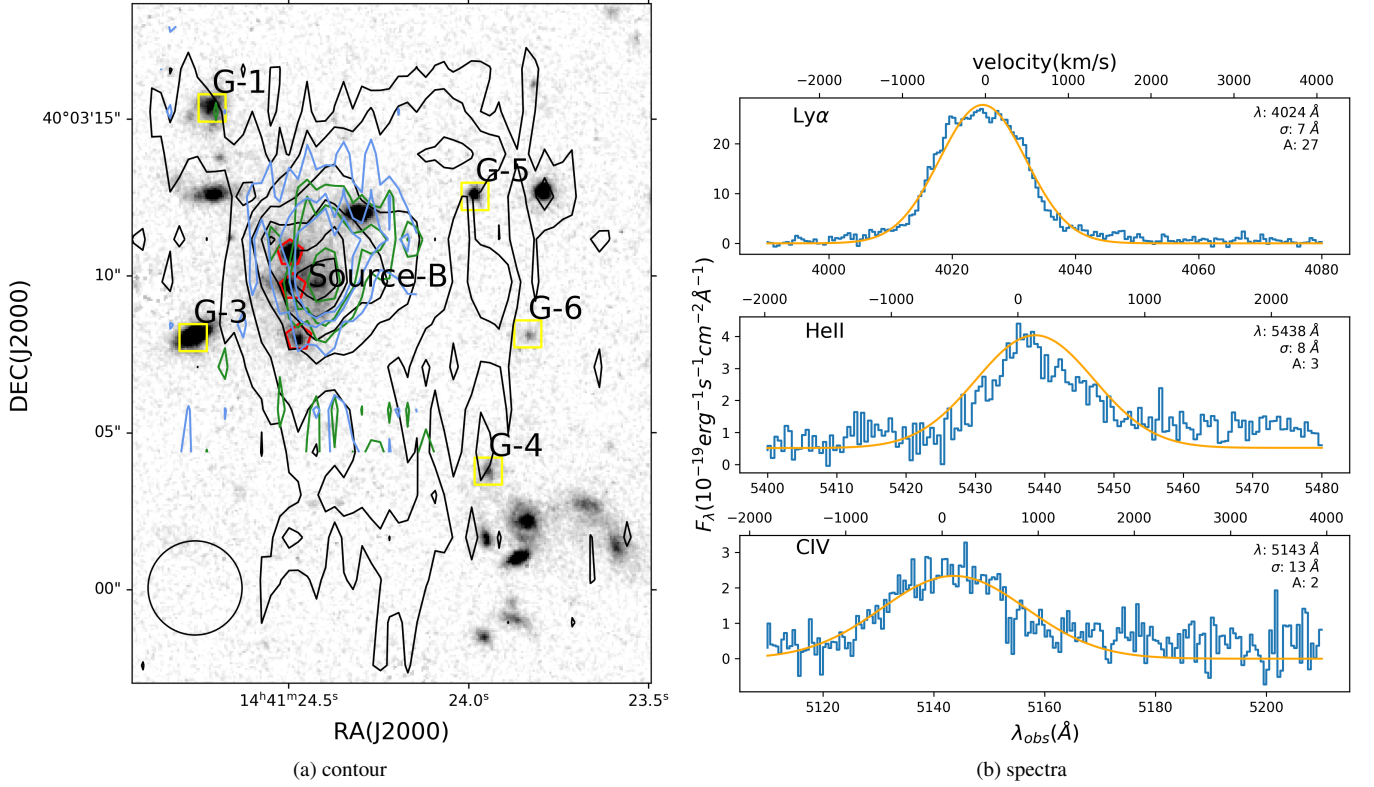 G-1
40°03'15"
G-5
10"
Source-B
G-3
G-6
05"
G-4
00"
DEC(J2000)
14ʰ41ᵐ24.5ˢ 24.0ˢ 23.5ˢ
RA(J2000)
(a) contour
velocity(km/s)
−2000 −1000 0 1000 2000 3000 4000
Lyα
λ: 4024 Å
σ: 7 Å
A: 27
20
10
0
4000 4020 4040 4060 4080
−2000 −1000 0 1000 2000
HeII
λ: 5438 Å
σ: 8 Å
A: 3
4
3
2
1
0
5400 5410 5420 5430 5440 5450 5460 5470 5480
−2000 −1000 0 1000 2000 3000 4000
CIV
λ: 5143 Å
σ: 13 Å
A: 2
3
2
1
0
5120 5140 5160 5180 5200
F_λ(10⁻¹⁹erg⁻¹s⁻¹cm⁻²Å⁻¹)
λ_obs(Å)
(b) spectra